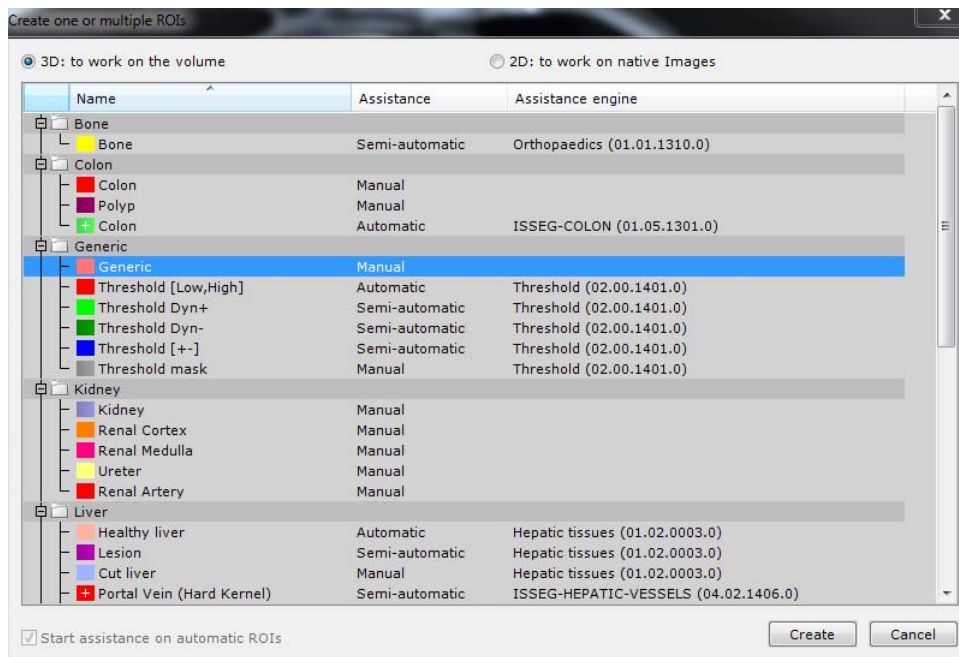 Create one or multiple ROIs
x
3D: to work on the volume 2D: to work on native Images
Name Assistance Assistance engine
Bone
Bone Semi-automatic Orthopaedics (01.01.1310.0)
Colon
Colon Manual
Polyp Manual
Colon Automatic ISSEG-COLON (01.05.1301.0)
Generic
Generic Manual
Threshold [Low,High] Automatic Threshold (02.00.1401.0)
Threshold Dyn+ Semi-automatic Threshold (02.00.1401.0)
Threshold Dyn- Semi-automatic Threshold (02.00.1401.0)
Threshold [+-] Semi-automatic Threshold (02.00.1401.0)
Threshold mask Manual Threshold (02.00.1401.0)
Kidney
Kidney Manual
Renal Cortex Manual
Renal Medulla Manual
Ureter Manual
Renal Artery Manual
Liver
Healthy liver Automatic Hepatic tissues (01.02.0003.0)
Lesion Semi-automatic Hepatic tissues (01.02.0003.0)
Cut liver Manual Hepatic tissues (01.02.0003.0)
Portal Vein (Hard Kernel) Semi-automatic ISSEG-HEPATIC-VESSELS (04.02.1406.0)
Start assistance on automatic ROIs Create Cancel